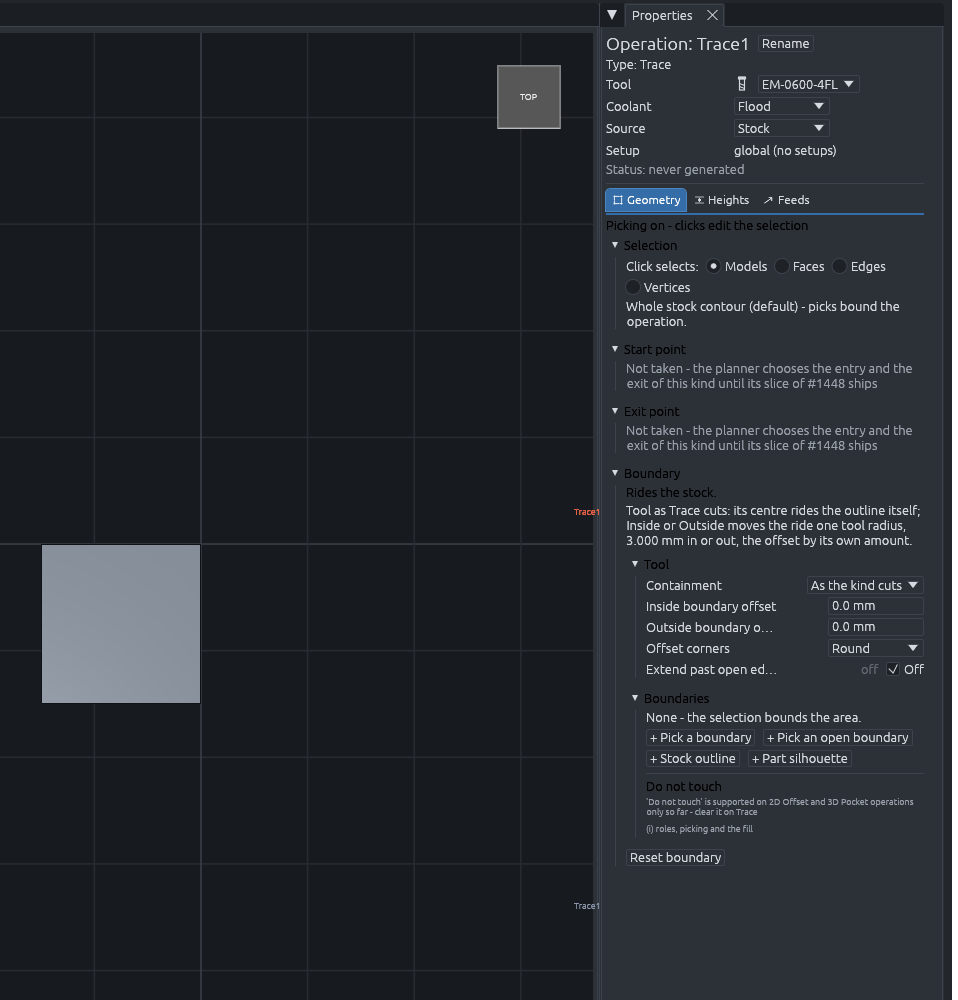 Properties
TOP
Operation: Trace1 Rename
Type: Trace
Tool EM-0600-4FL
Coolant Flood
Source Stock
Setup global (no setups)
Status: never generated
Geometry Heights Feeds
Picking on - clicks edit the selection
Selection
Click selects: Models Faces Edges
Vertices
Whole stock contour (default) - picks bound the
operation.
Start point
Not taken - the planner chooses the entry and the
exit of this kind until its slice of #1448 ships
Exit point
Not taken - the planner chooses the entry and the
exit of this kind until its slice of #1448 ships
Boundary
Rides the stock.
Tool as Trace cuts: its centre rides the outline itself;
Inside or Outside moves the ride one tool radius,
3.000 mm in or out, the offset by its own amount.
Trace1
Tool
Containment As the kind cuts
Inside boundary offset 0.0 mm
Outside boundary o... 0.0 mm
Offset corners Round
Extend past open ed... off Off
Boundaries
None - the selection bounds the area.
+ Pick a boundary + Pick an open boundary
+ Stock outline + Part silhouette
Do not touch
'Do not touch' is supported on 2D Offset and 3D Pocket operations
only so far - clear it on Trace
(i) roles, picking and the fill
Reset boundary
Trace1